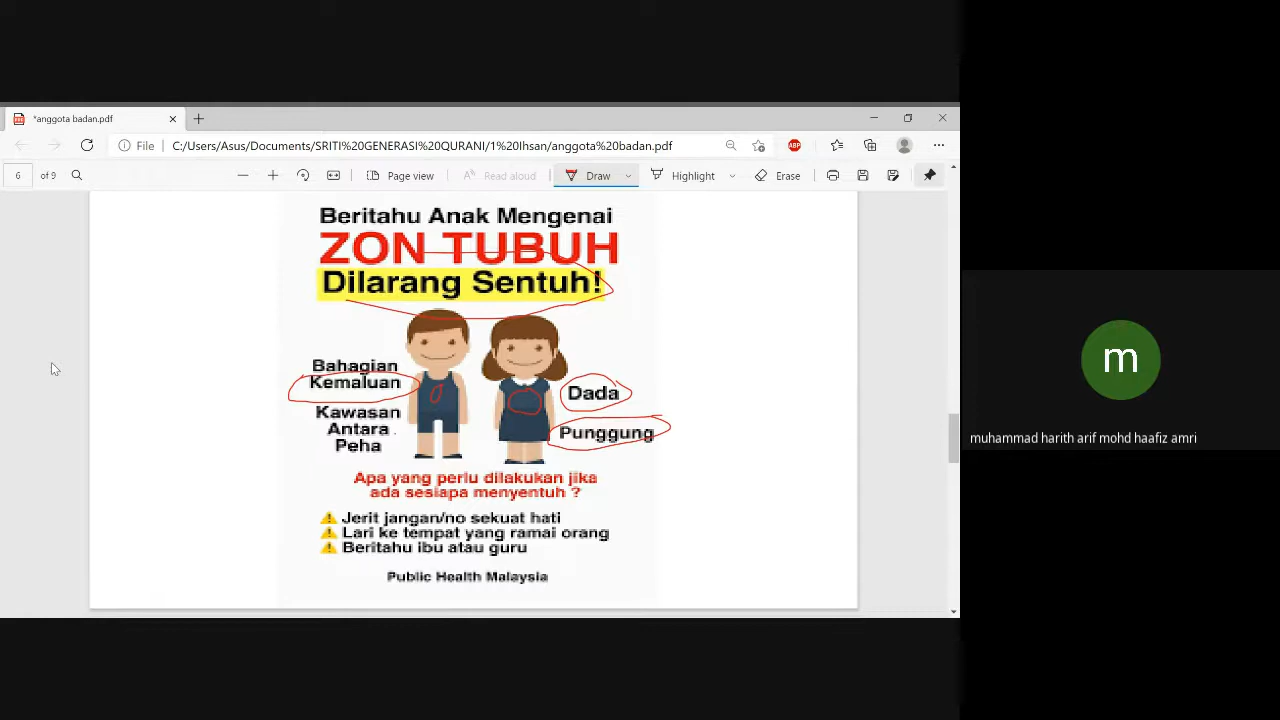 *anggota badan.pdf
File
C:/Users/Asus/Documents/SRITI%20GENERASI%20QURANI/1%20Ihsan/anggota%20badan.pdf
ABP
6 of 9
Page view
Read aloud
Draw
Highlight
Erase
Beritahu Anak Mengenai
ZON TUBUH
Dilarang Sentuh!
Bahagian
Kemaluan
Kawasan
Antara
Peha
Dada
Punggung
Apa yang perlu dilakukan jika
ada sesiapa menyentuh ?
Jerit jangan/no sekuat hati
Lari ke tempat yang ramai orang
Beritahu ibu atau guru
Public Health Malaysia
m
muhammad harith arif mohd haafiz amri